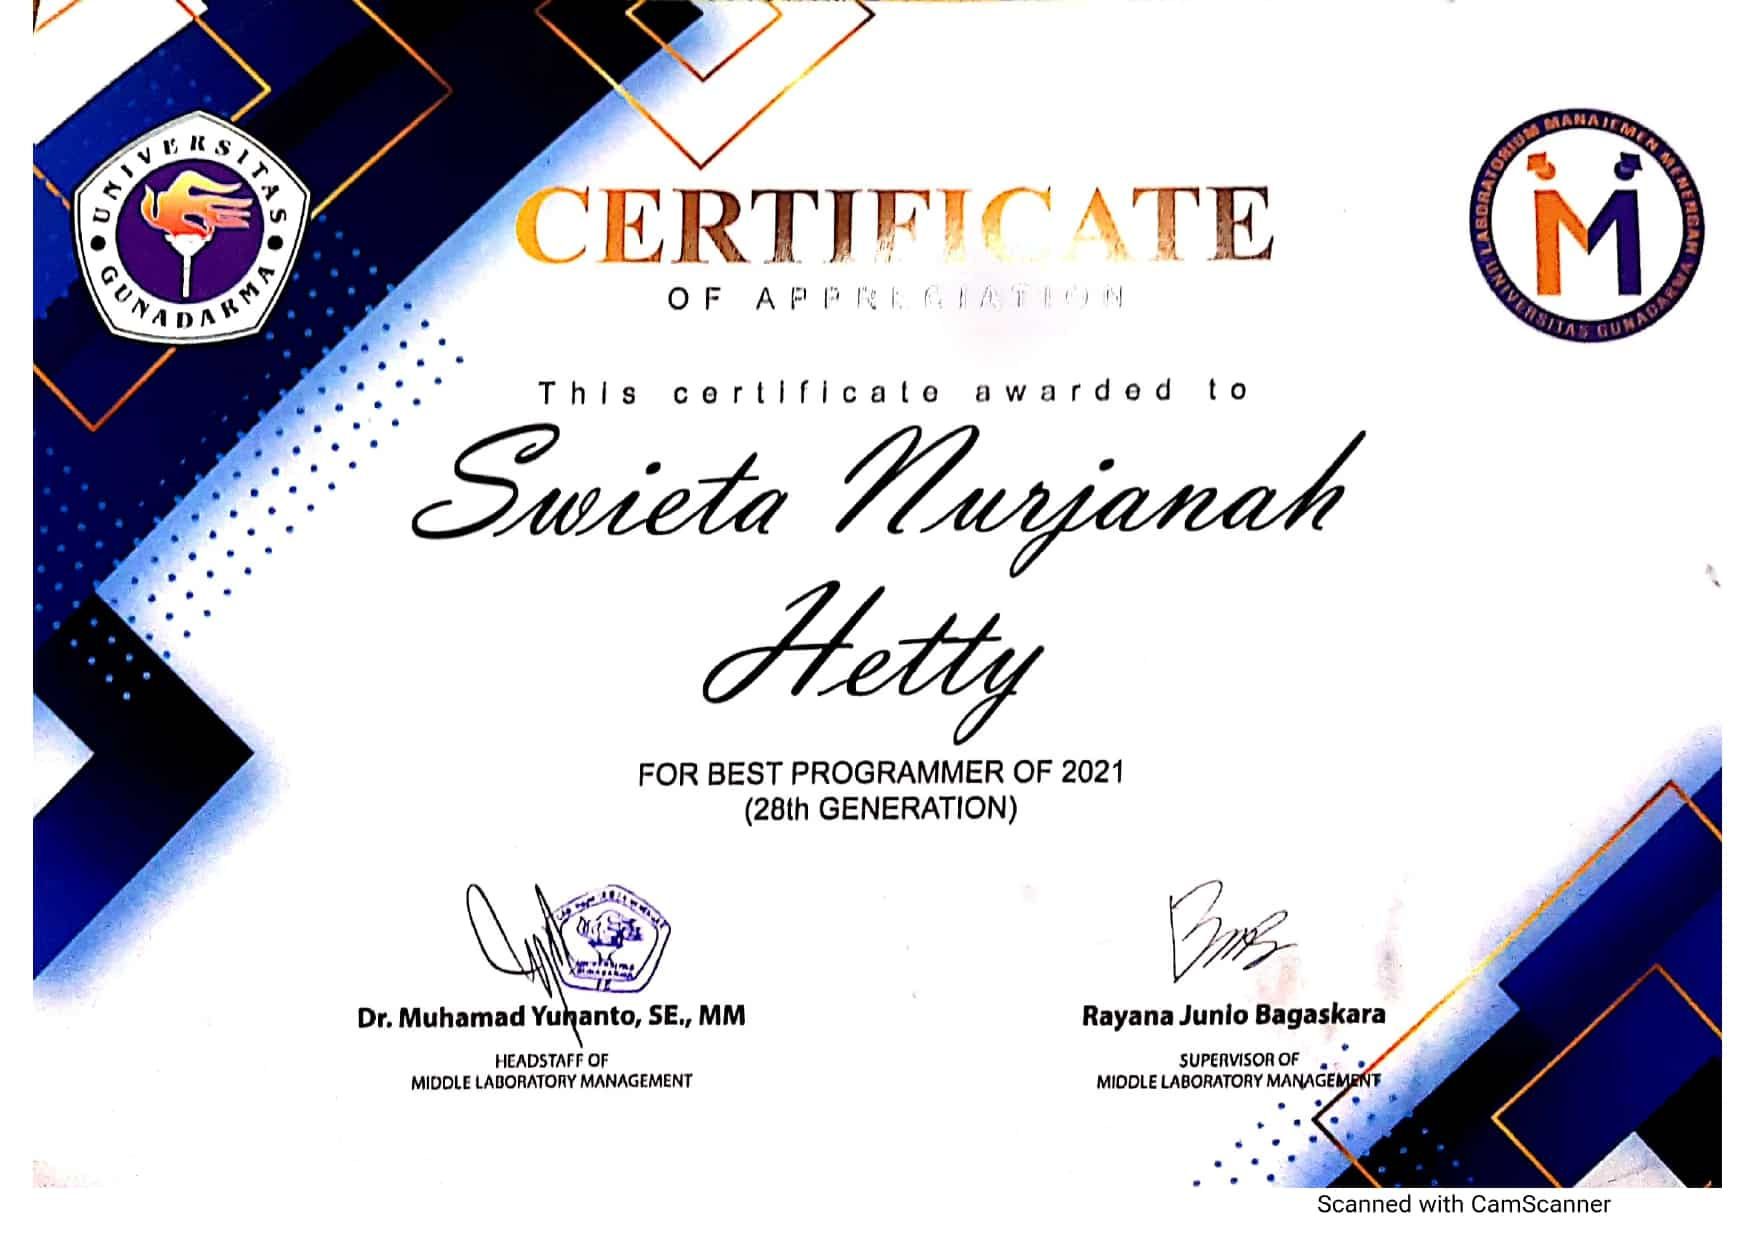 UNIVERSITAS
GUNADARMA
LABORATORIUM MANAJEMEN MENENGAH
UNIVERSITAS GUNADARMA
CERTIFICATE
OF APPRECIATION
This certificate awarded to
Swieta Nurjanah
Hetty
FOR BEST PROGRAMMER OF 2021
(28th GENERATION)
Dr. Muhamad Yunanto, SE., MM
HEADSTAFF OF
MIDDLE LABORATORY MANAGEMENT
Rayana Junio Bagaskara
SUPERVISOR OF
MIDDLE LABORATORY MANAGEMENT
Scanned with CamScanner